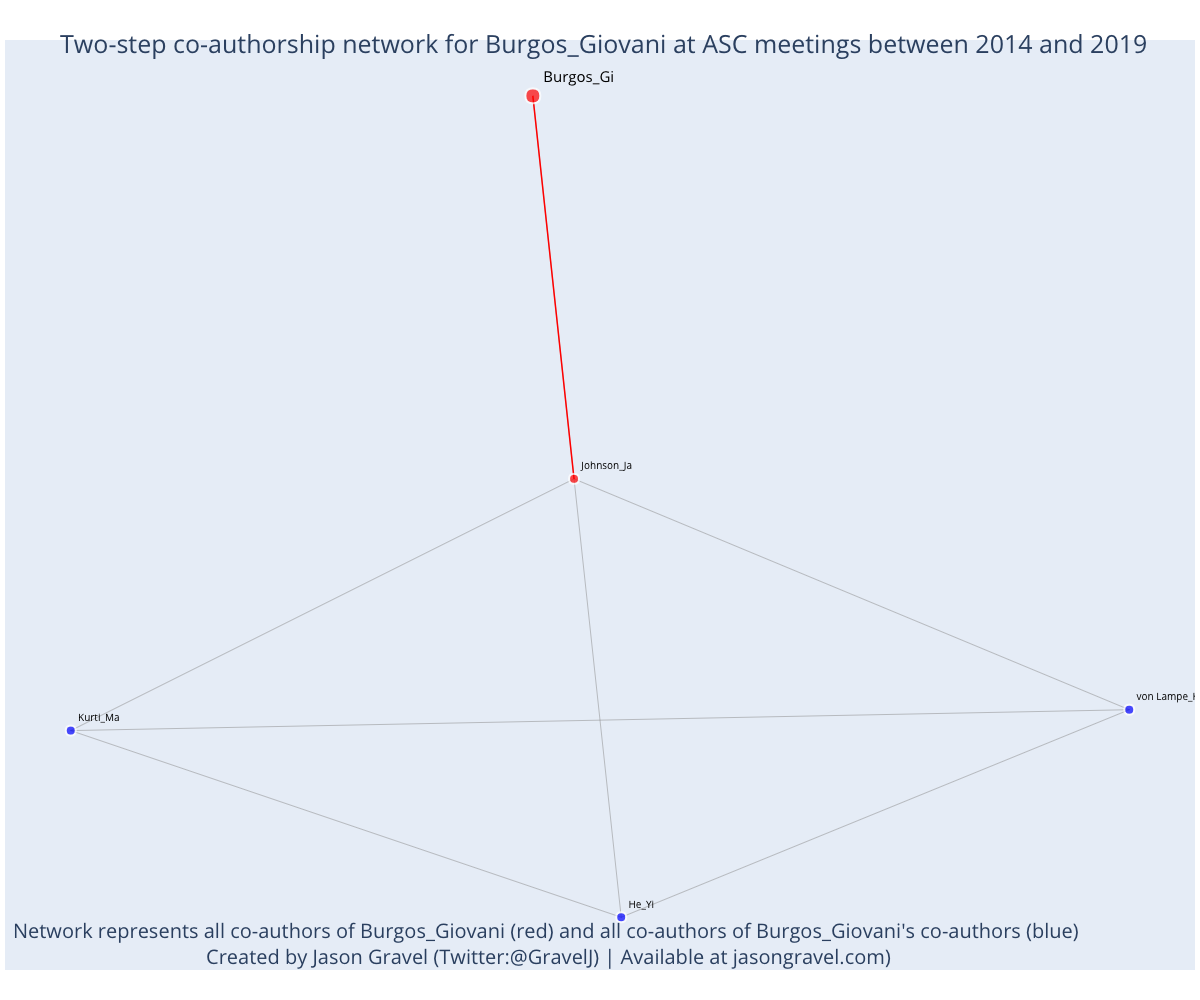 Two-step co-authorship network for Burgos_Giovani at ASC meetings between 2014 and 2019
Burgos_Gi
Johnson_Ja
von Lampe_
Kurti_Ma
He_Yi
Network represents all co-authors of Burgos_Giovani (red) and all co-authors of Burgos_Giovani's co-authors (blue)
Created by Jason Gravel (Twitter:@GravelJ) | Available at jasongravel.com)